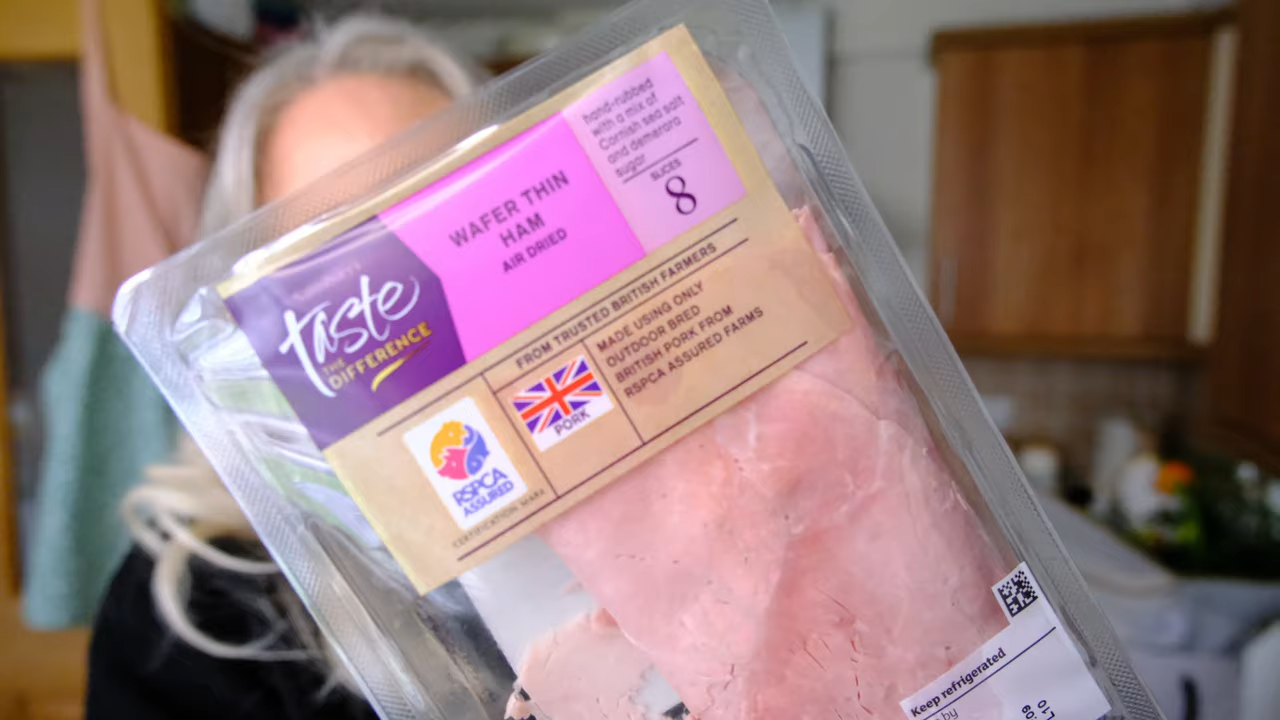 taste
THE
DIFFERENCE
WAFER THIN
HAM
AIR DRIED
hand-rubbed
with a mix of
Cornish sea salt
and demerara
sugar
SLICES
8
FROM TRUSTED BRITISH FARMERS
RSPCA
ASSURED
CERTIFICATION MARK
PORK
MADE USING ONLY
OUTDOOR BRED
BRITISH PORK FROM
RSPCA ASSURED FARMS
Keep refrigerated
by